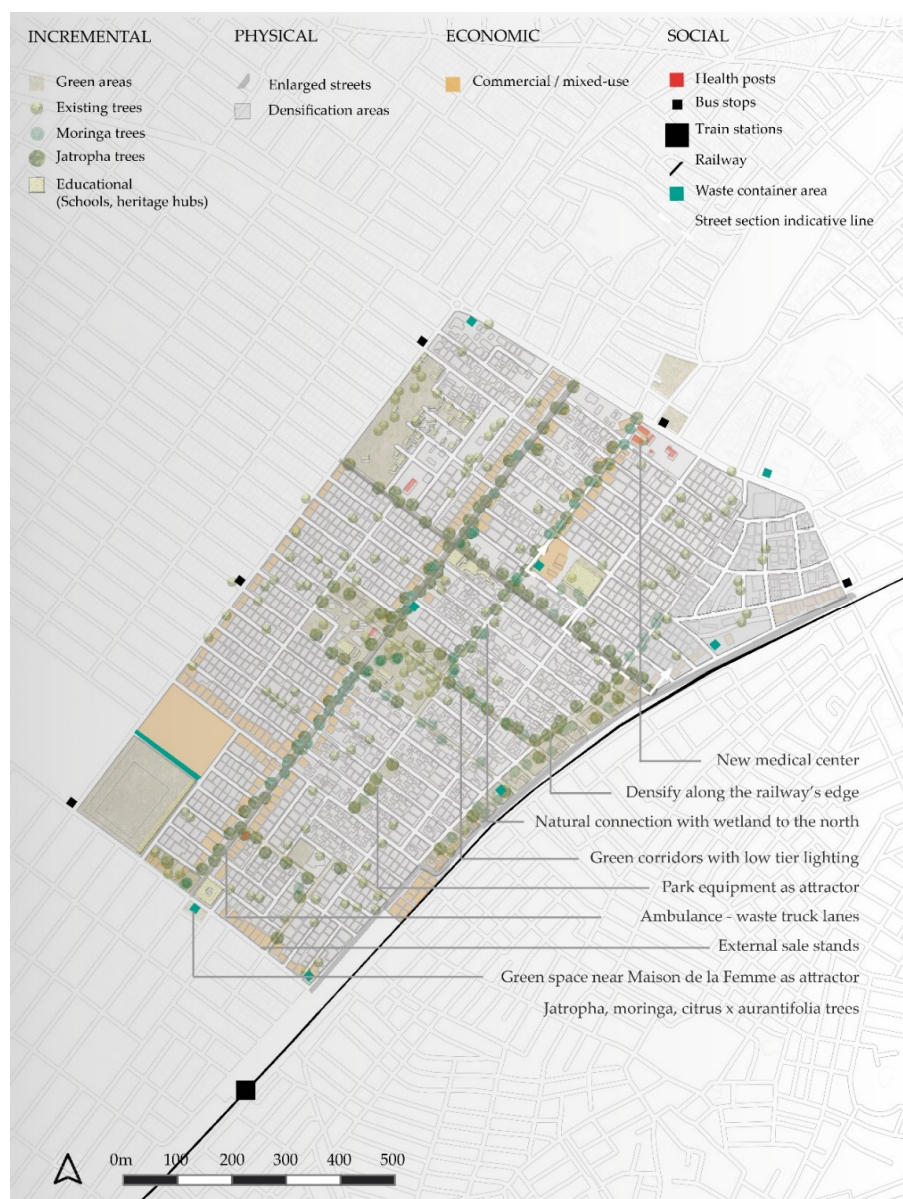 INCREMENTAL
Green areas
Existing trees
Moringa trees
Jatropha trees
Educational
(Schools, heritage hubs)
PHYSICAL
Enlarged streets
Densification areas
ECONOMIC
Commercial / mixed-use
SOCIAL
Health posts
Bus stops
Train stations
Railway
Waste container area
Street section indicative line
New medical center
Densify along the railway's edge
Natural connection with wetland to the north
Green corridors with low tier lighting
Park equipment as attractor
Ambulance - waste truck lanes
External sale stands
Green space near Maison de la Femme as attractor
Jatropha, moringa, citrus x aurantifolia trees
0m 100 200 300 400 500